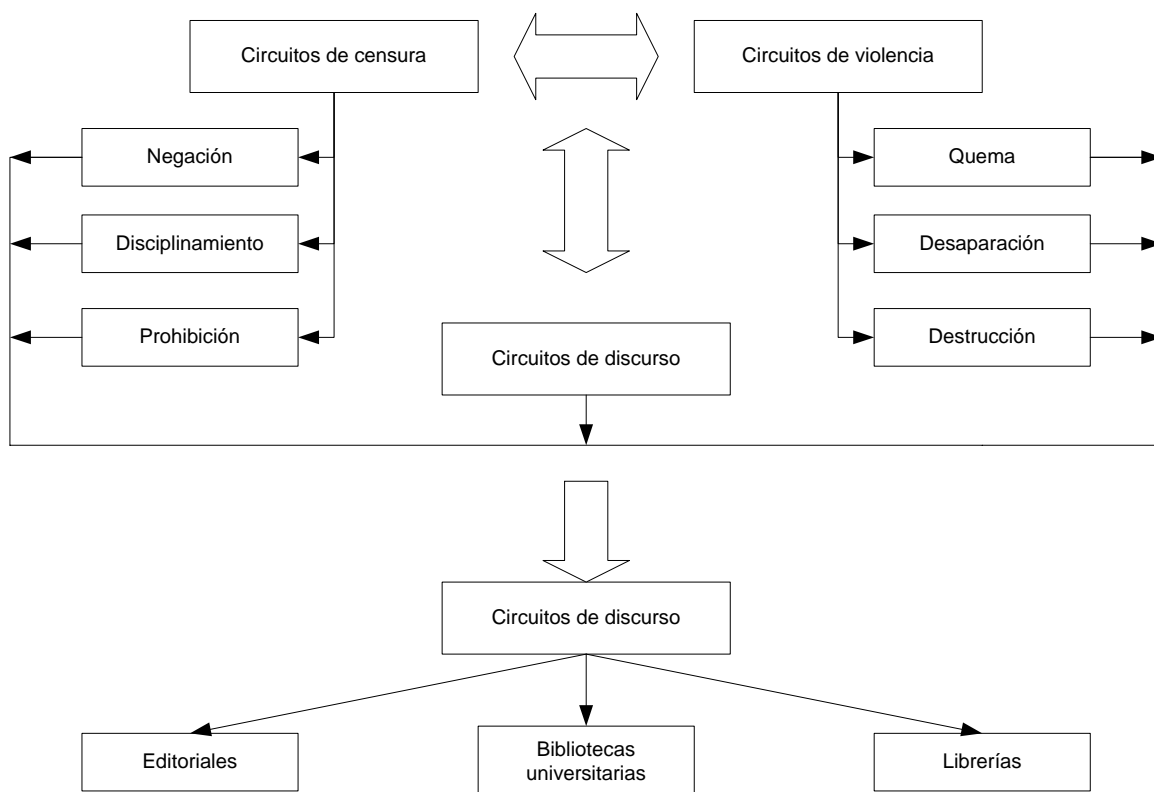 Circuitos de censura
Circuitos de violencia
Negación
Quema
Disciplinamiento
Desaparación
Prohibición
Destrucción
Circuitos de discurso
Circuitos de discurso
Editoriales
Bibliotecas
universitarias
Librerías